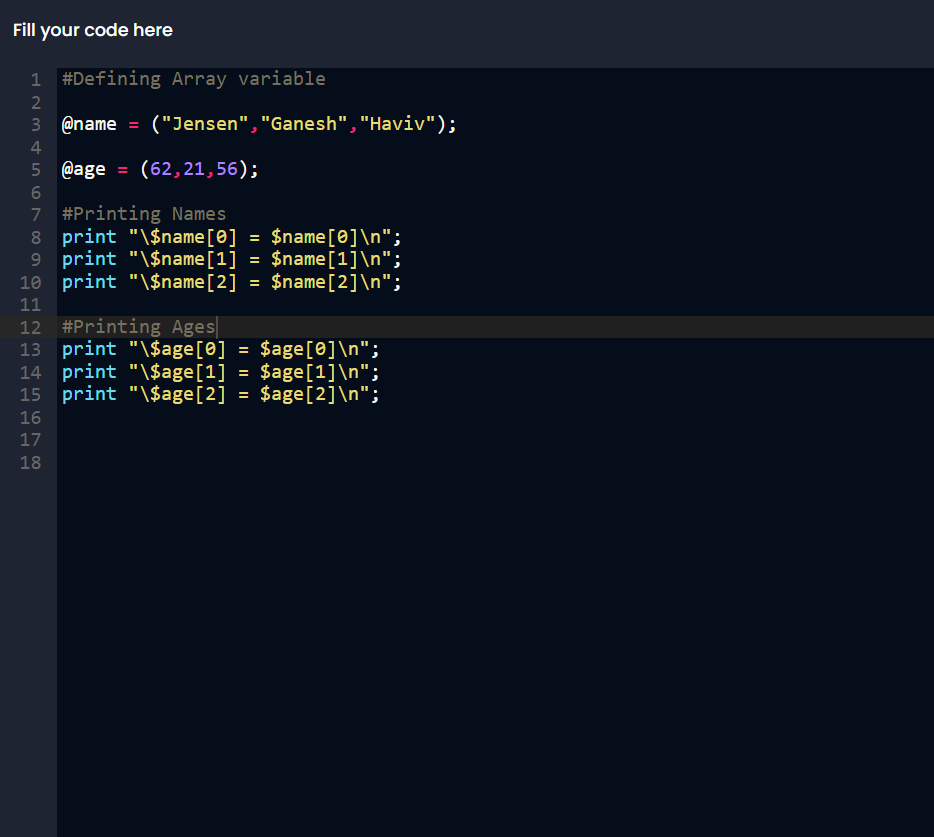 Fill your code here
1 #Defining Array variable
2
3 @name = ("Jensen","Ganesh","Haviv");
4
5 @age = (62,21,56);
6
7 #Printing Names
8 print "\$name[0] = $name[0]\n";
9 print "\$name[1] = $name[1]\n";
10 print "\$name[2] = $name[2]\n";
11
12 #Printing Ages
13 print "\$age[0] = $age[0]\n";
14 print "\$age[1] = $age[1]\n";
15 print "\$age[2] = $age[2]\n";
16
17
18